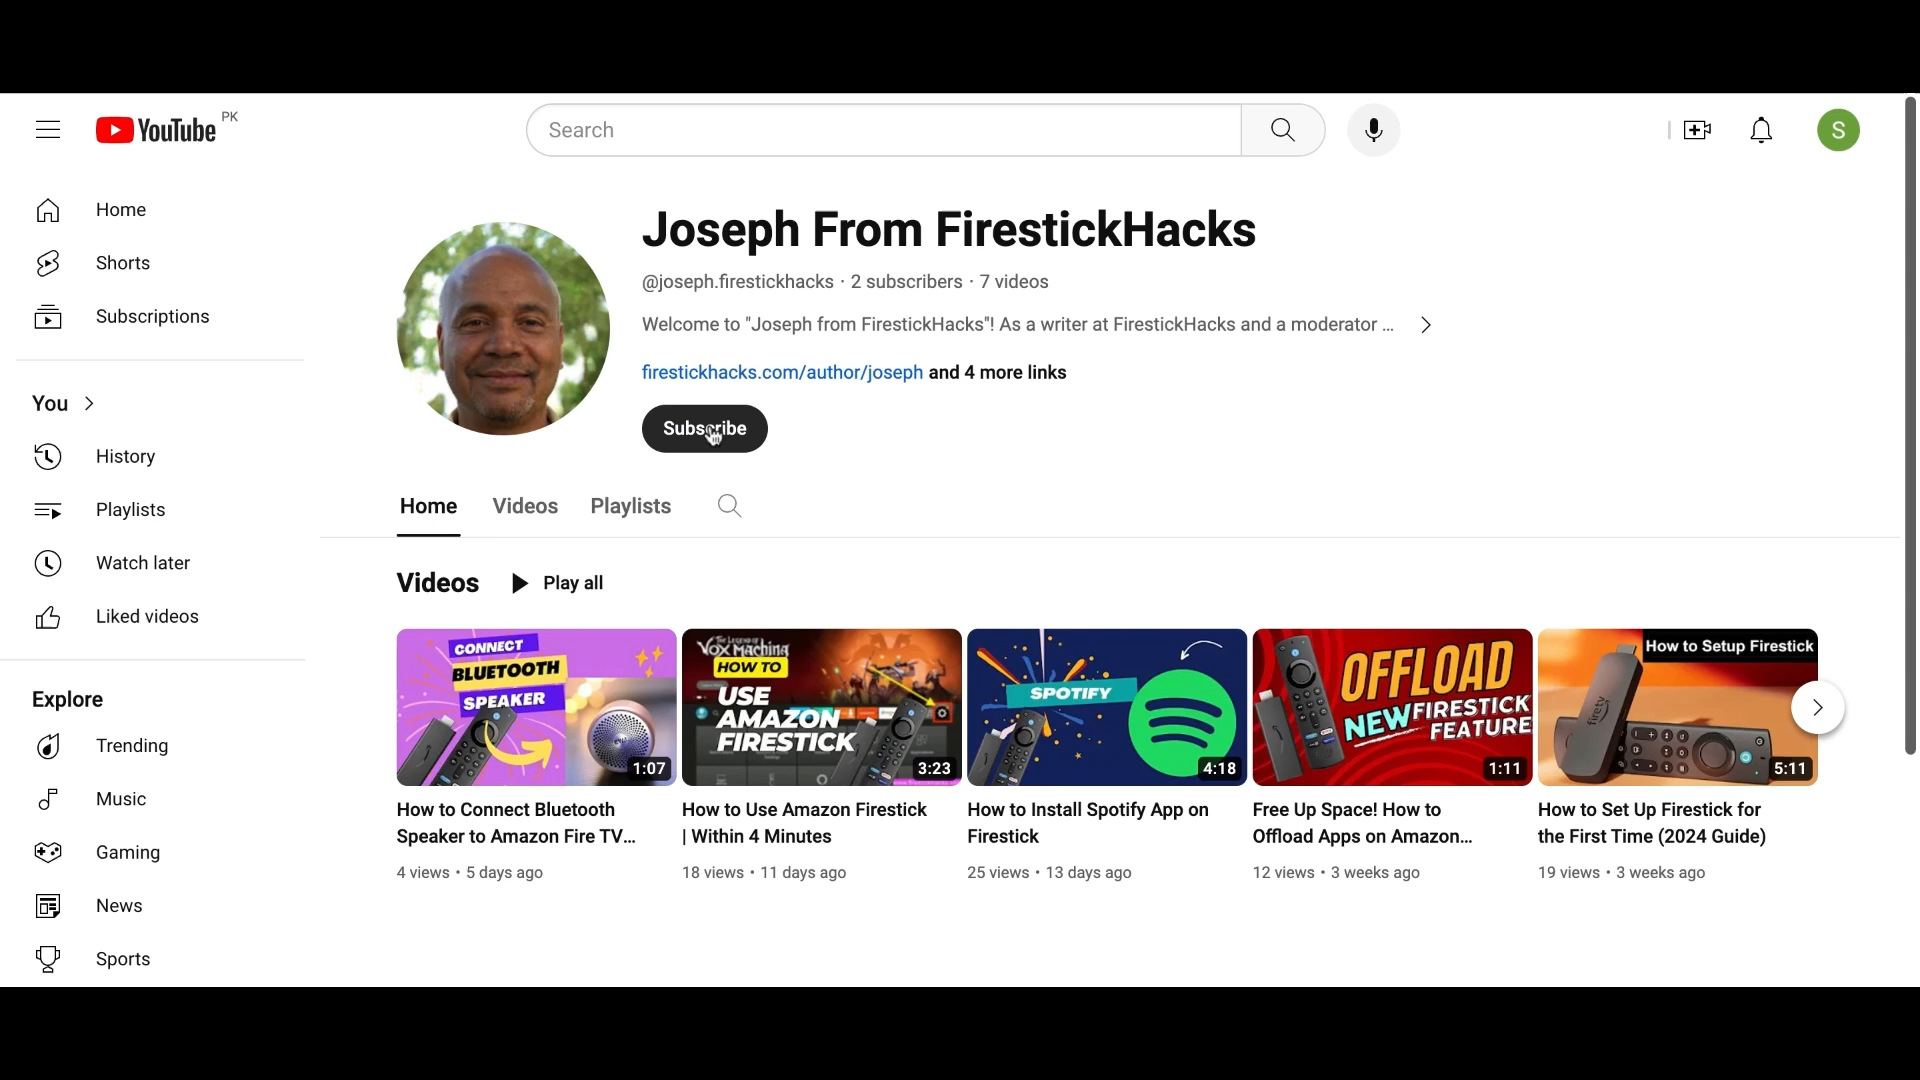 YouTube PK
Search
S
Home
Shorts
Subscriptions
You
History
Playlists
Watch later
Liked videos
Explore
Trending
Music
Gaming
News
Sports
Joseph From FirestickHacks
@joseph.firestickhacks · 2 subscribers · 7 videos
Welcome to "Joseph from FirestickHacks"! As a writer at FirestickHacks and a moderator ...
firestickhacks.com/author/joseph and 4 more links
Subscribe
Home Videos Playlists
Videos Play all
CONNECT
BLUETOOTH
SPEAKER
1:07
How to Connect Bluetooth
Speaker to Amazon Fire TV...
4 views • 5 days ago
THE LEGEND OF
VOX MACHINA
HOW TO
USE
AMAZON
FIRESTICK
3:23
How to Use Amazon Firestick
| Within 4 Minutes
18 views • 11 days ago
SPOTIFY
4:18
How to Install Spotify App on
Firestick
25 views • 13 days ago
OFFLOAD
NEW FIRESTICK
FEATURE
1:11
Free Up Space! How to
Offload Apps on Amazon...
12 views • 3 weeks ago
How to Setup Firestick
firetv
5:11
How to Set Up Firestick for
the First Time (2024 Guide)
19 views • 3 weeks ago